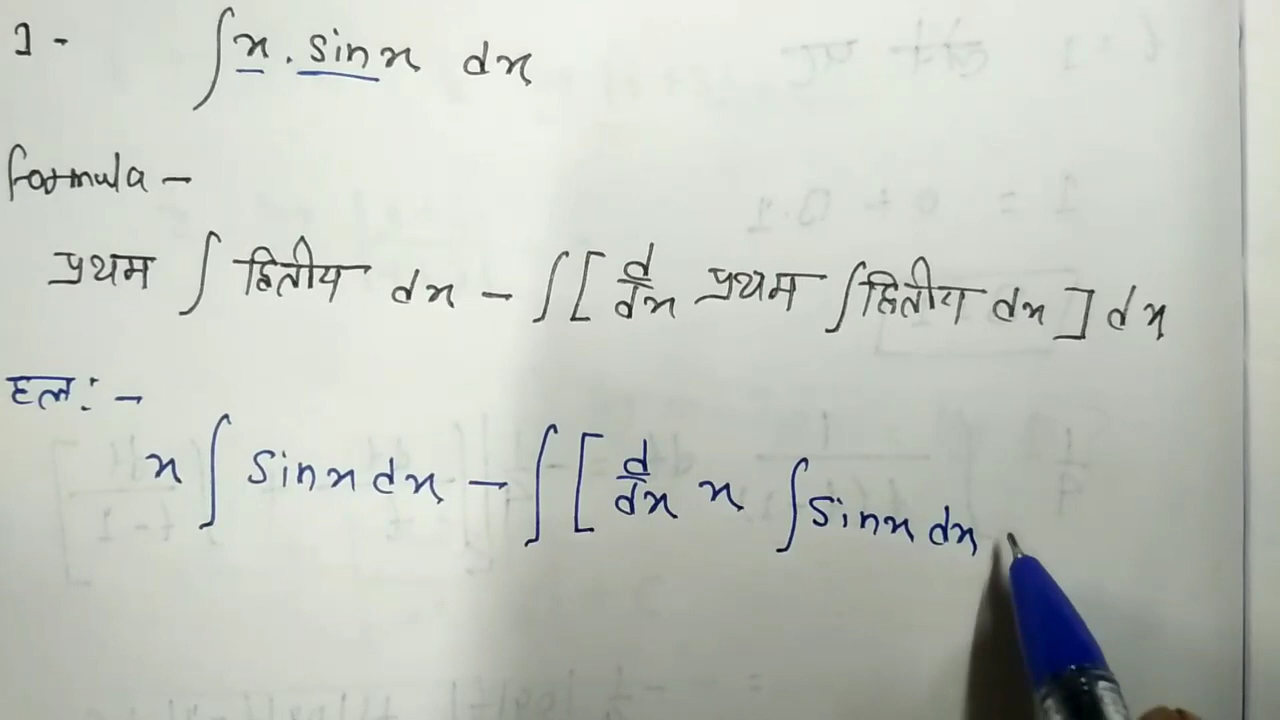 1- ∫x . sinx dx
formula –
प्रथम ∫ द्वितीय dx – ∫ [ d/dx प्रथम ∫ द्वितीय dx ] dx
हल: –
x ∫ sinx dx – ∫ [ d/dx x ∫ sinx dx